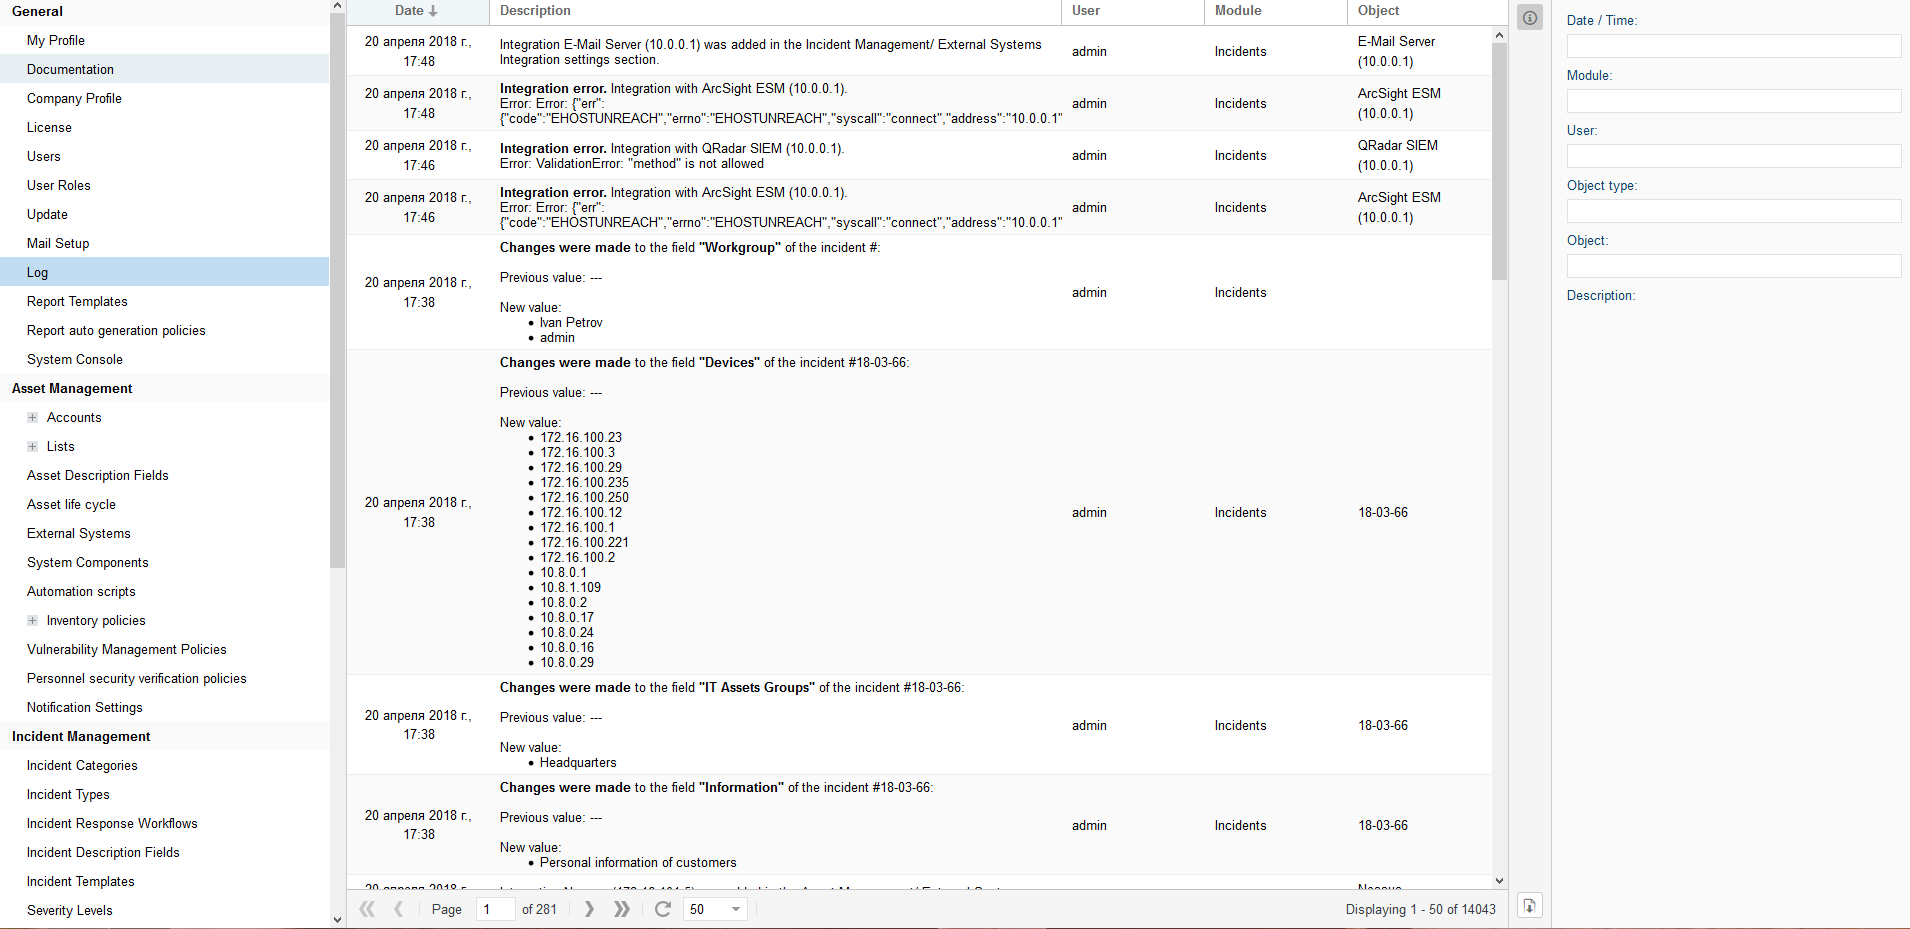 General
My Profile
Documentation
Company Profile
License
Users
User Roles
Update
Mail Setup
Log
Report Templates
Report auto generation policies
System Console
Asset Management
Accounts
Lists
Asset Description Fields
Asset life cycle
External Systems
System Components
Automation scripts
Inventory policies
Vulnerability Management Policies
Personnel security verification policies
Notification Settings
Incident Management
Incident Categories
Incident Types
Incident Response Workflows
Incident Description Fields
Incident Templates
Severity Levels
Date Description User Module Object
20 апреля 2018 г.,
17:48
Integration E-Mail Server (10.0.0.1) was added in the Incident Management/ External Systems
Integration settings section.
admin
Incidents
E-Mail Server
(10.0.0.1)
20 апреля 2018 г.,
17:48
Integration error. Integration with ArcSight ESM (10.0.0.1).
Error: Error: {"err":
{"code":"EHOSTUNREACH","errno":"EHOSTUNREACH","syscall":"connect","address":"10.0.0.1"
admin
Incidents
ArcSight ESM
(10.0.0.1)
20 апреля 2018 г.,
17:46
Integration error. Integration with QRadar SIEM (10.0.0.1).
Error: ValidationError: "method" is not allowed
admin
Incidents
QRadar SIEM
(10.0.0.1)
20 апреля 2018 г.,
17:46
Integration error. Integration with ArcSight ESM (10.0.0.1).
Error: Error: {"err":
{"code":"EHOSTUNREACH","errno":"EHOSTUNREACH","syscall":"connect","address":"10.0.0.1"
admin
Incidents
ArcSight ESM
(10.0.0.1)
20 апреля 2018 г.,
17:38
Changes were made to the field "Workgroup" of the incident #:
Previous value: ---
New value:
• Ivan Petrov
• admin
admin
Incidents
20 апреля 2018 г.,
17:38
Changes were made to the field "Devices" of the incident #18-03-66:
Previous value: ---
New value:
• 172.16.100.23
• 172.16.100.3
• 172.16.100.29
• 172.16.100.235
• 172.16.100.250
• 172.16.100.12
• 172.16.100.1
• 172.16.100.221
• 172.16.100.2
• 10.8.0.1
• 10.8.1.109
• 10.8.0.2
• 10.8.0.17
• 10.8.0.24
• 10.8.0.16
• 10.8.0.29
admin
Incidents
18-03-66
20 апреля 2018 г.,
17:38
Changes were made to the field "IT Assets Groups" of the incident #18-03-66:
Previous value: ---
New value:
• Headquarters
admin
Incidents
18-03-66
20 апреля 2018 г.,
17:38
Changes were made to the field "Information" of the incident #18-03-66:
Previous value: ---
New value:
• Personal information of customers
admin
Incidents
18-03-66
20 апреля 2018 г.,
Page 1 of 281 50 Displaying 1 - 50 of 14043
Date / Time:
Module:
User:
Object type:
Object:
Description: